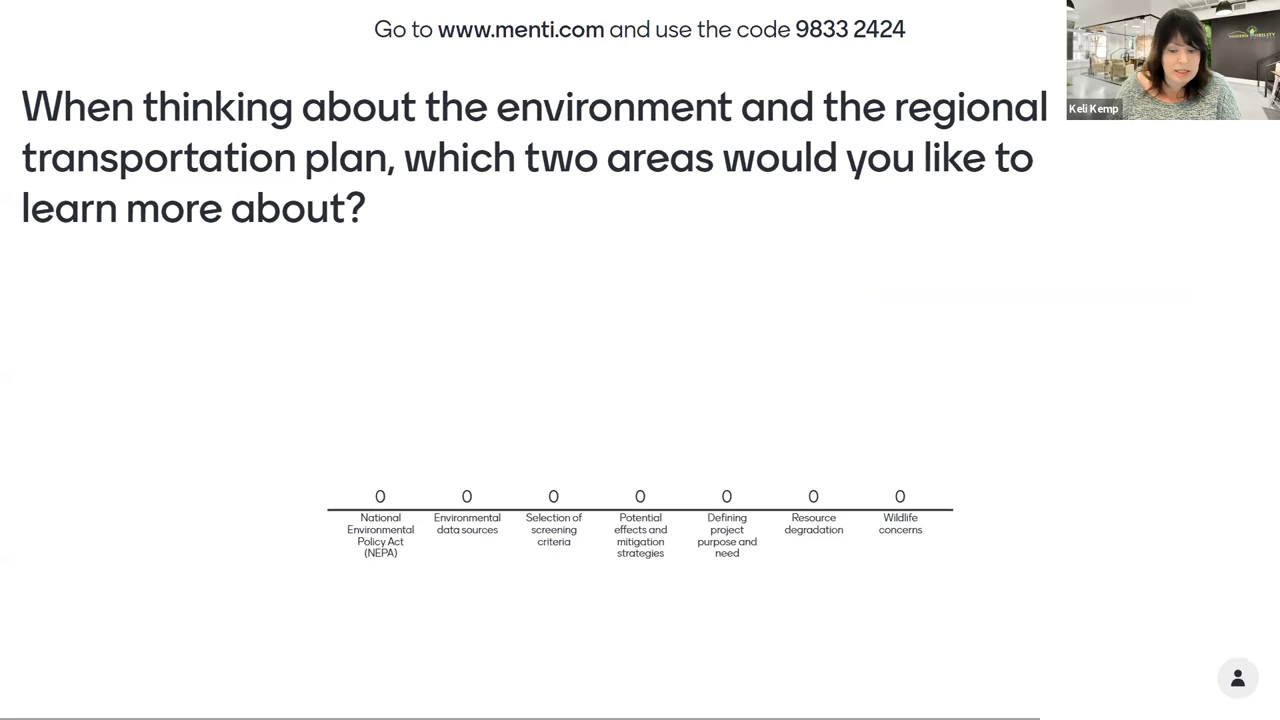 Go to www.menti.com and use the code 9833 2424
MODERN MOBILITY
Keli Kemp
When thinking about the environment and the regional
transportation plan, which two areas would you like to
learn more about?
0 0 0 0 0 0 0
National
Environmental
Policy Act
(NEPA)
Environmental
data sources
Selection of
screening
criteria
Potential
effects and
mitigation
strategies
Defining
project
purpose and
need
Resource
degradation
Wildlife
concerns